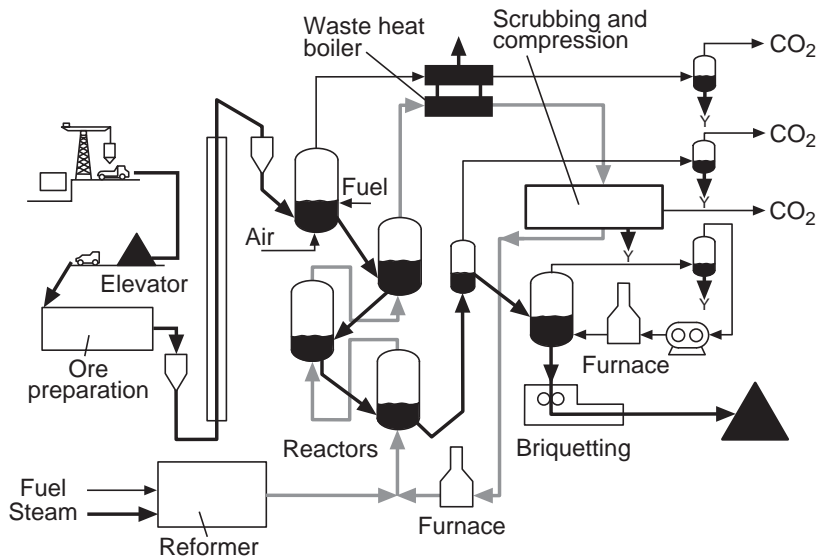 Waste heat
boiler
Scrubbing and
compression
CO2
CO2
CO2
Fuel
Air
Elevator
Ore
preparation
Furnace
Reactors
Briquetting
Fuel
Steam
Reformer
Furnace